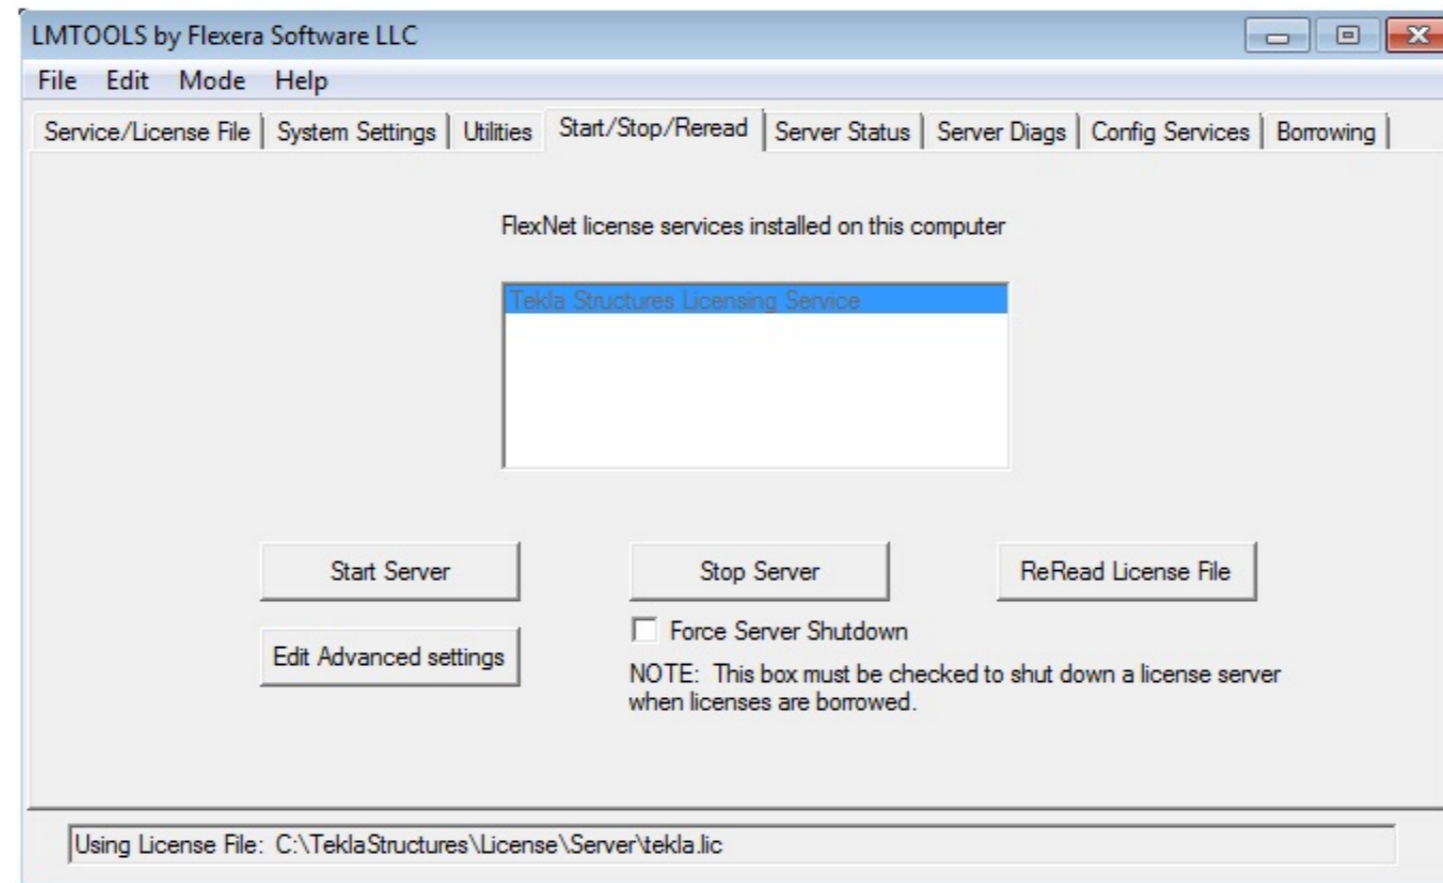 LMTOOLS by Flexera Software LLC
File Edit Mode Help
Service/License File System Settings Utilities Start/Stop/Reread Server Status Server Diags Config Services Borrowing
FlexNet license services installed on this computer
Tekla Structures Licensing Service
Start Server Stop Server ReRead License File
Force Server Shutdown
Edit Advanced settings
NOTE: This box must be checked to shut down a license server
when licenses are borrowed.
Using License File: C:\TeklaStructures\License\Server\tekla.lic